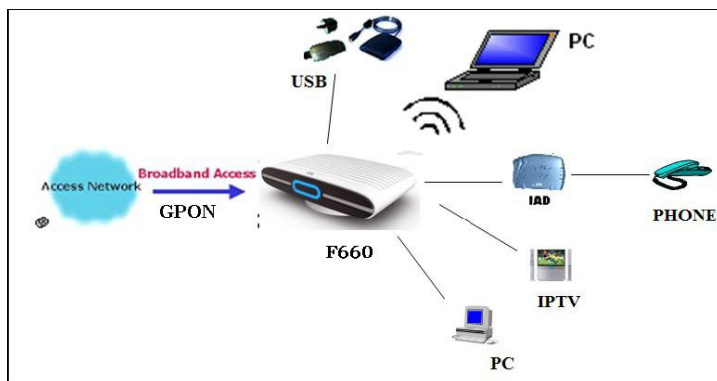 PC
USB
Broadband Access
Access Network
GPON
IAD
PHONE
F660
IPTV
PC